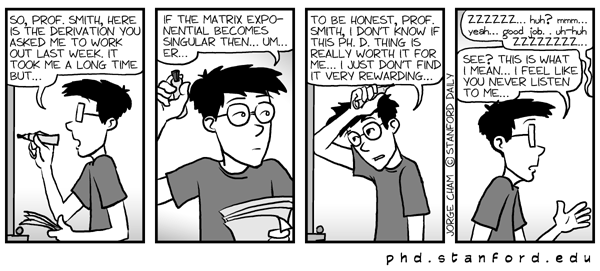 SO, PROF. SMITH, HERE
IS THE DERIVATION YOU
ASKED ME TO WORK
OUT LAST WEEK. IT
TOOK ME A LONG TIME
BUT...
IF THE MATRIX EXPO-
NENTIAL BECOMES
SINGULAR THEN... UM...
ER...
TO BE HONEST, PROF.
SMITH, I DON'T KNOW IF
THIS PH. D. THING IS
REALLY WORTH IT FOR
ME... I JUST DON'T FIND
IT VERY REWARDING...
JORGE CHAM © STANFORD DAILY
ZZZZZZ... huh? mmm...
yeah... good job.. uh-huh
ZZZZZZZZ...
SEE? THIS IS WHAT
I MEAN... I FEEL LIKE
YOU NEVER LISTEN
TO ME...
phd.stanford.edu